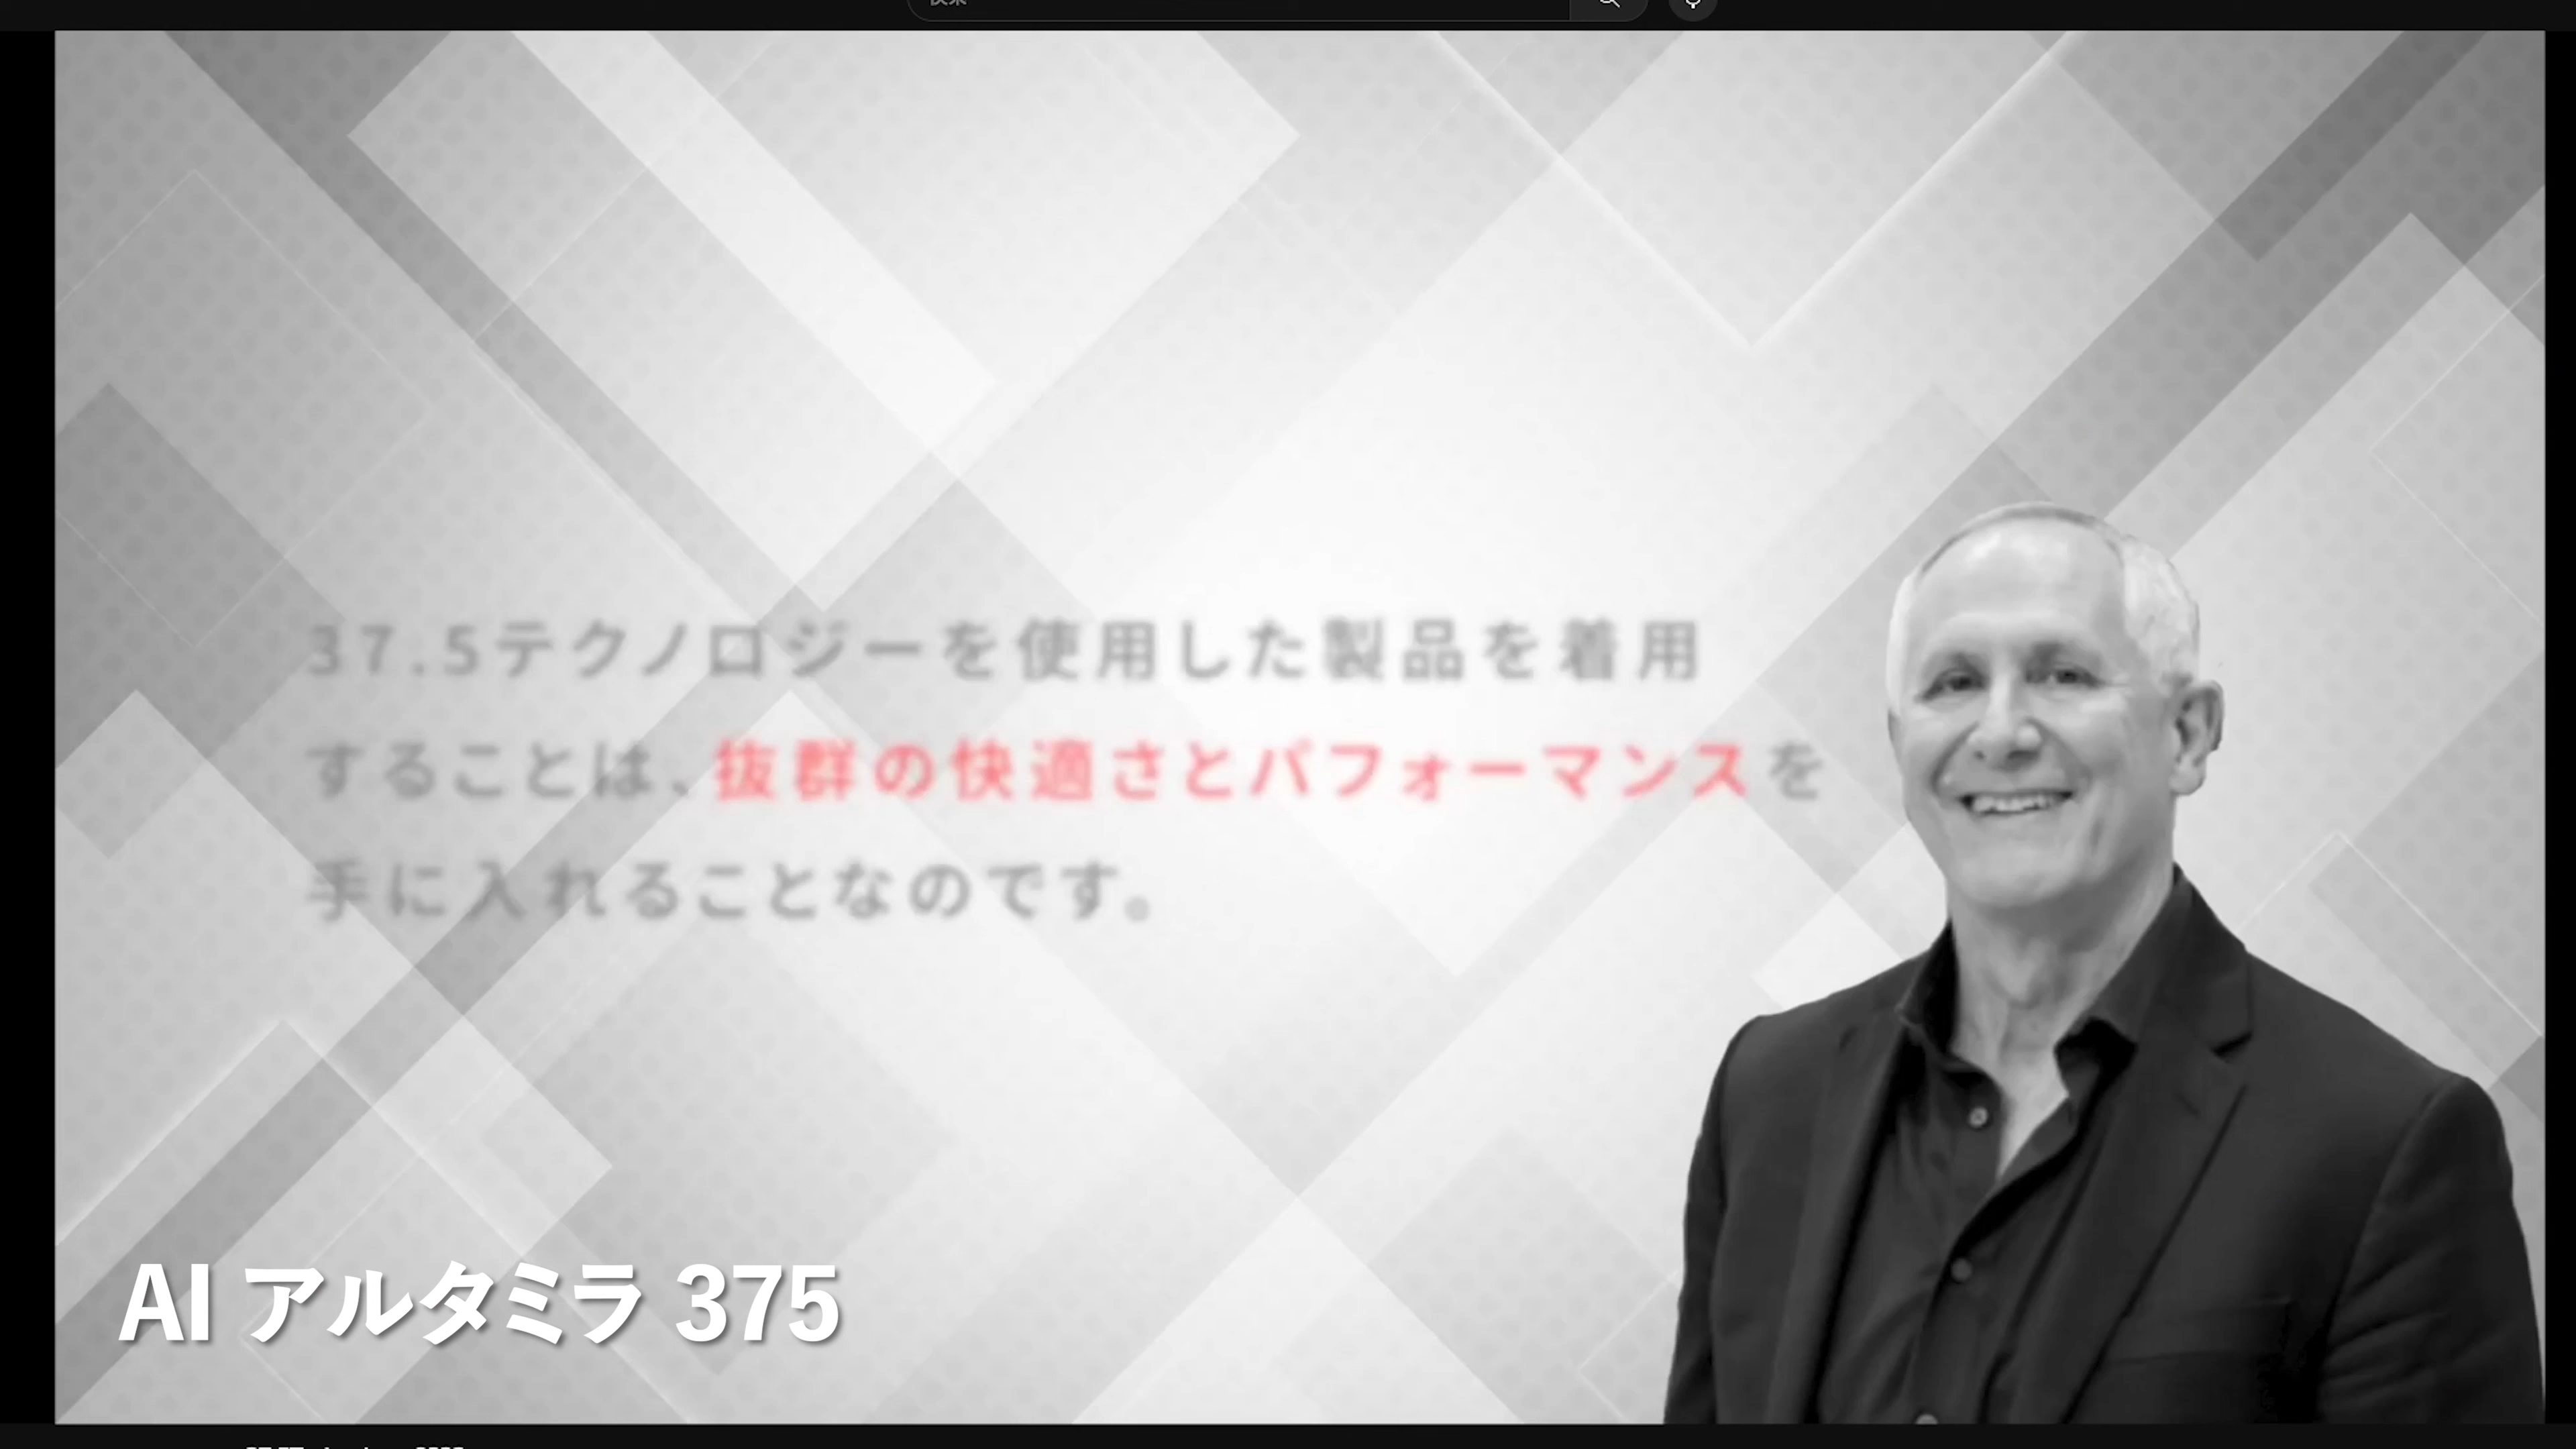 37.5テクノロジーを使用した製品を着用
することは、抜群の快適さとパフォーマンスを
手に入れることなのです。
AI アルタミラ 375